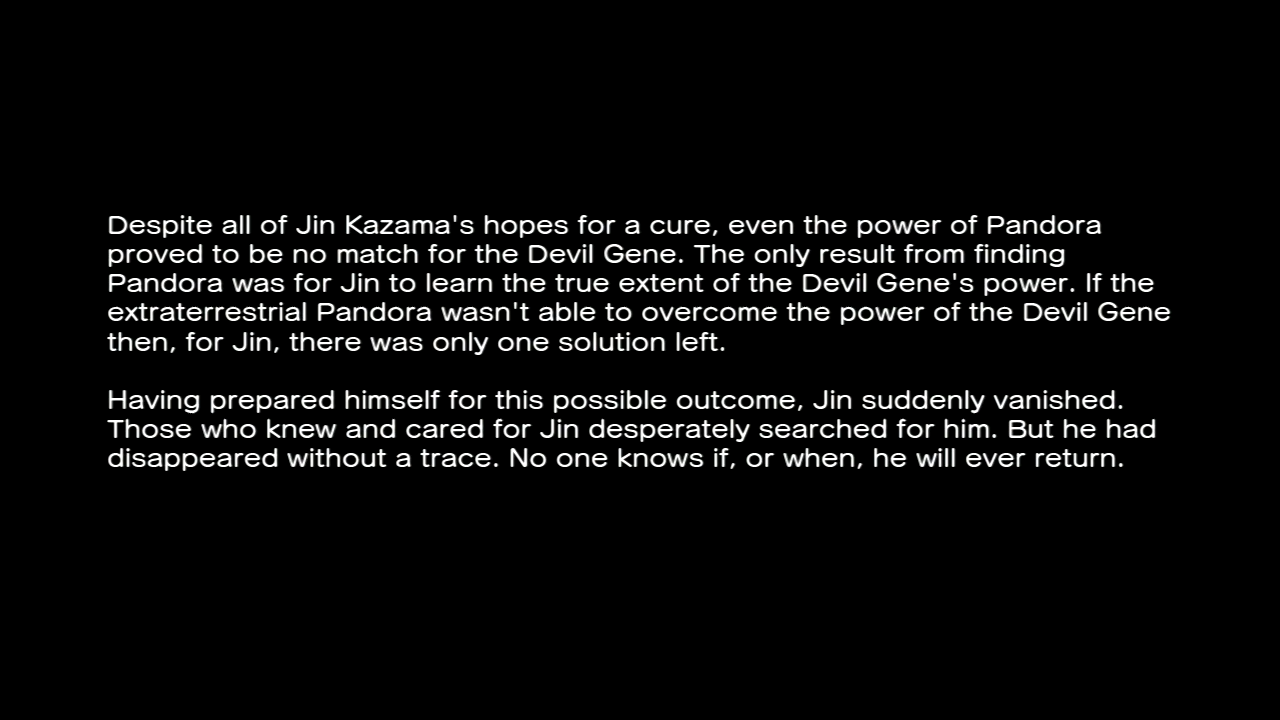 Despite all of Jin Kazama's hopes for a cure, even the power of Pandora
proved to be no match for the Devil Gene. The only result from finding
Pandora was for Jin to learn the true extent of the Devil Gene's power. If the
extraterrestrial Pandora wasn't able to overcome the power of the Devil Gene
then, for Jin, there was only one solution left.
Having prepared himself for this possible outcome, Jin suddenly vanished.
Those who knew and cared for Jin desperately searched for him. But he had
disappeared without a trace. No one knows if, or when, he will ever return.